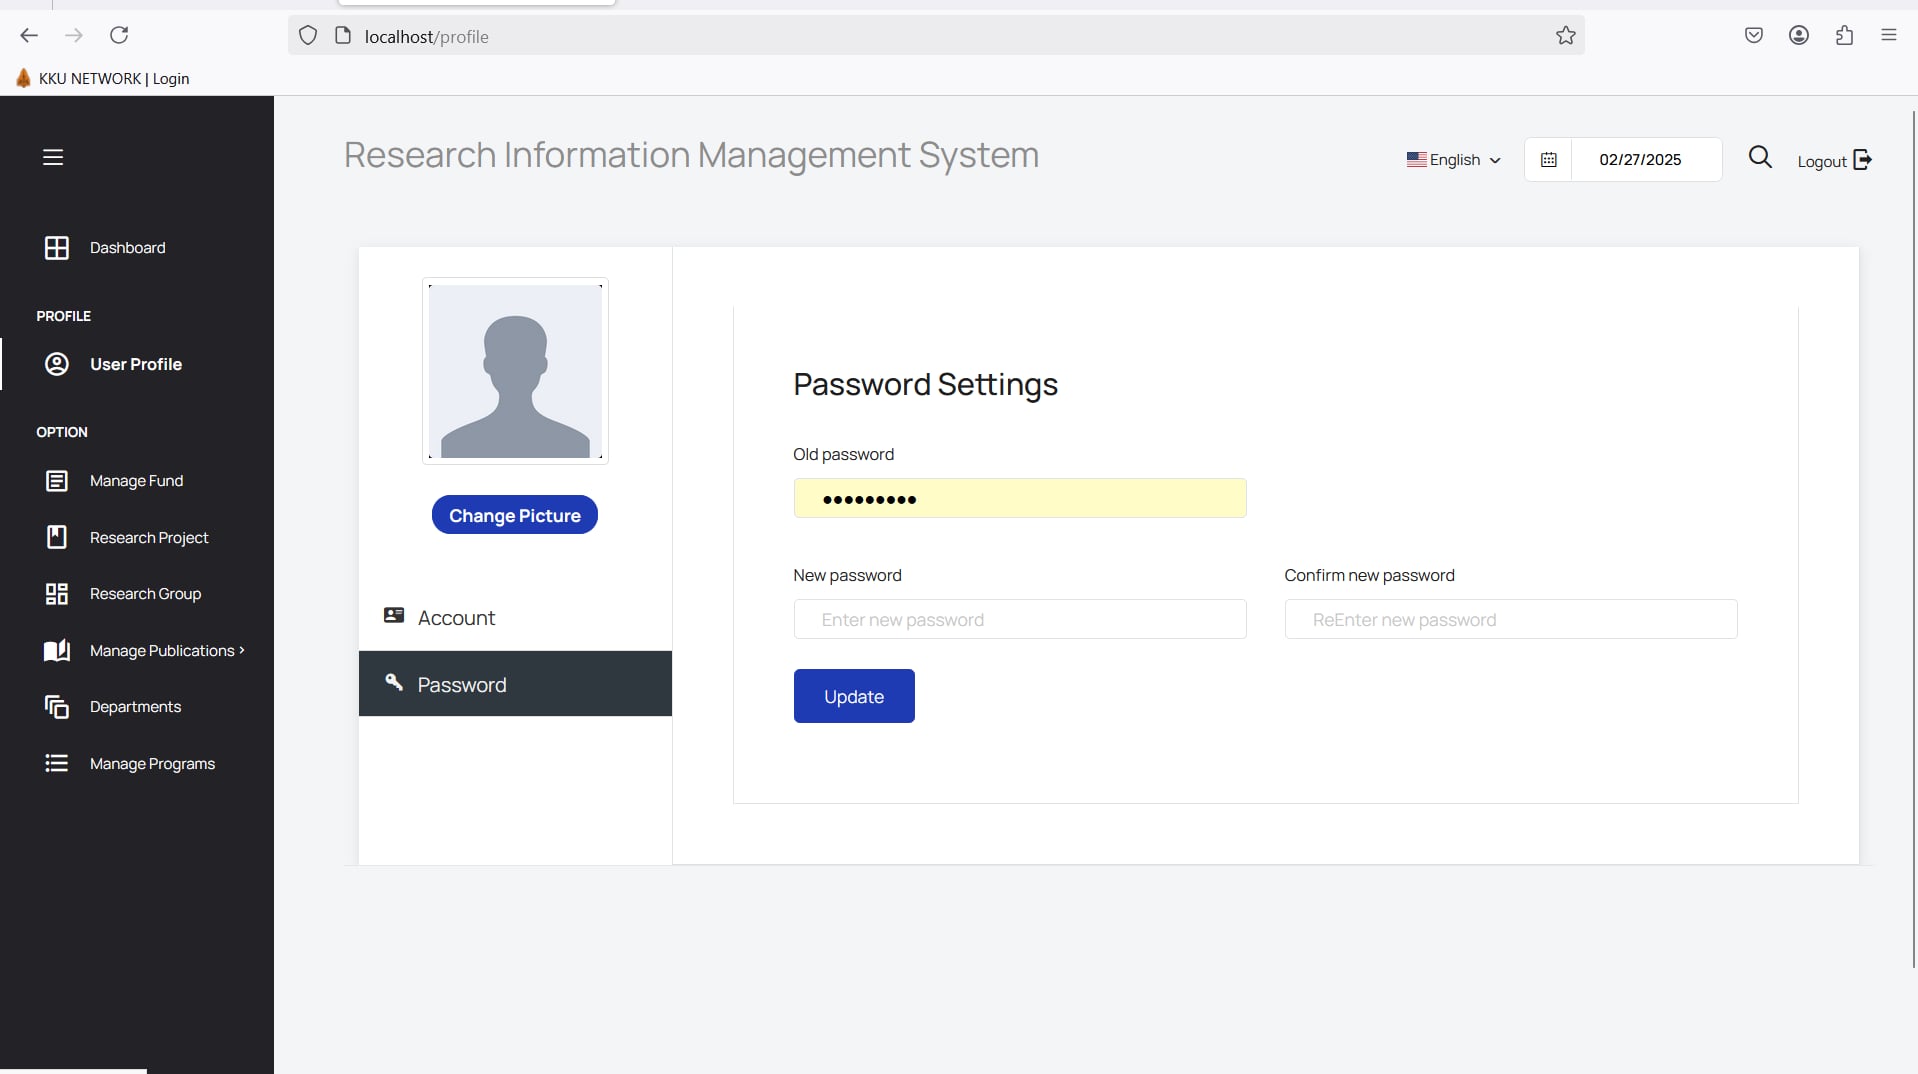 localhost/profile
KKU NETWORK | Login
Research Information Management System
English
02/27/2025
Logout
Dashboard
PROFILE
User Profile
OPTION
Manage Fund
Research Project
Research Group
Manage Publications
Departments
Manage Programs
Change Picture
Account
Password
Password Settings
Old password
New password
Enter new password
Confirm new password
ReEnter new password
Update